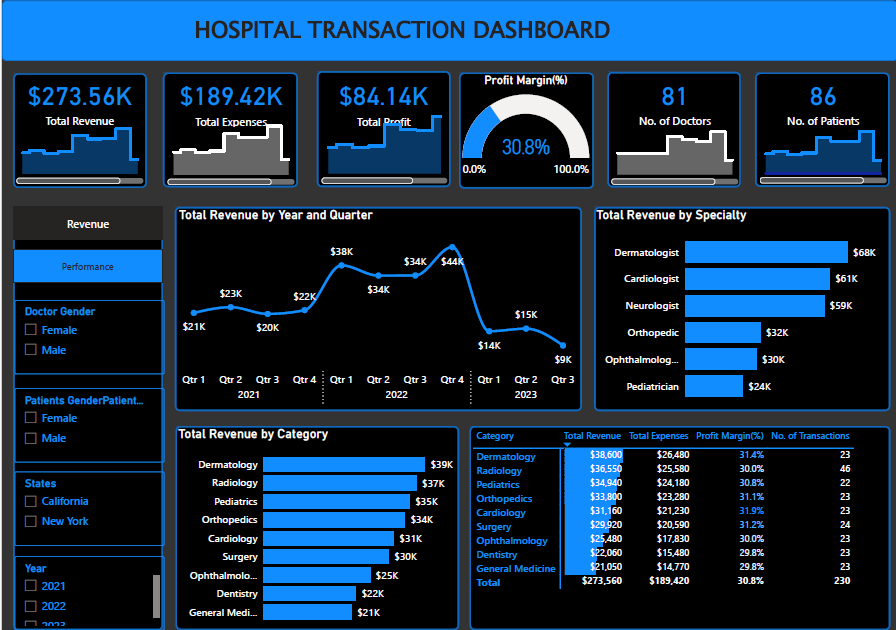 HOSPITAL TRANSACTION DASHBOARD
$273.56K
Total Revenue
$189.42K
Total Expenses
$84.14K
Total Profit
Profit Margin(%)
30.8%
0.0%
100.0%
81
No. of Doctors
86
No. of Patients
Revenue
Performance
Doctor Gender
Female
Male
Patients GenderPatient...
Female
Male
States
California
New York
Year
2021
2022
2023
Total Revenue by Year and Quarter
$21K
$23K
$20K
$22K
$38K
$34K
$34K
$44K
$14K
$15K
$9K
Qtr 1 Qtr 2 Qtr 3 Qtr 4 Qtr 1 Qtr 2 Qtr 3 Qtr 4 Qtr 1 Qtr 2 Qtr 3
2021 2022 2023
Total Revenue by Specialty
Dermatologist $68K
Cardiologist $61K
Neurologist $59K
Orthopedic $32K
Ophthalmolog... $30K
Pediatrician $24K
Total Revenue by Category
Dermatology $39K
Radiology $37K
Pediatrics $35K
Orthopedics $34K
Cardiology $31K
Surgery $30K
Ophthalmolo... $25K
Dentistry $22K
General Medi... $21K
Category Total Revenue Total Expenses Profit Margin(%) No. of Transactions
Dermatology $38,600 $26,480 31.4% 23
Radiology $36,550 $25,580 30.0% 46
Pediatrics $34,940 $24,180 30.8% 22
Orthopedics $33,800 $23,280 31.1% 23
Cardiology $31,160 $21,230 31.9% 23
Surgery $29,920 $20,590 31.2% 24
Ophthalmology $25,480 $17,830 30.0% 23
Dentistry $22,060 $15,480 29.8% 23
General Medicine $21,050 $14,770 29.8% 23
Total $273,560 $189,420 30.8% 230